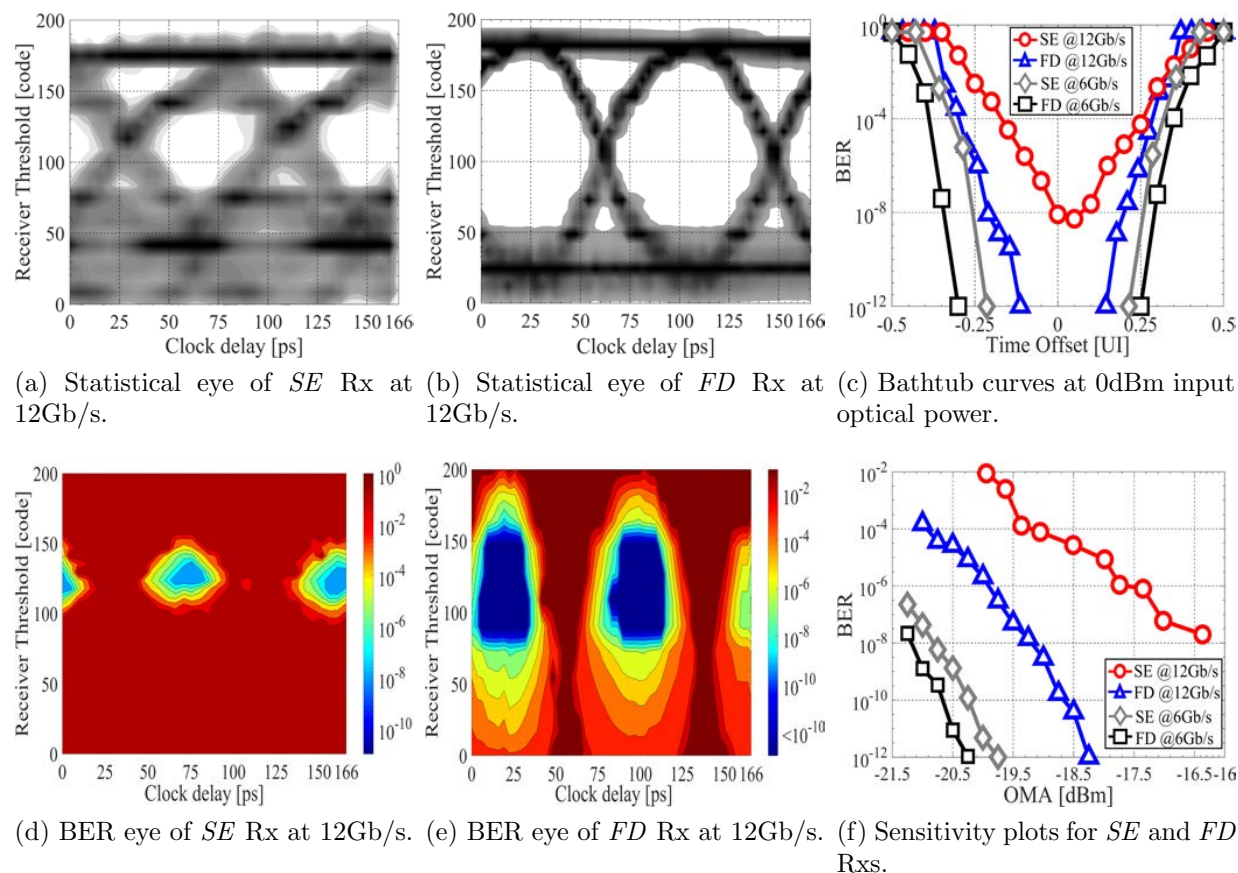 200
150
100
50
0
Receiver Threshold [code]
0 25 50 75 100 125 150 166
Clock delay [ps]
(a) Statistical eye of SE Rx at
12Gb/s.
200
150
100
50
0
Receiver Threshold [code]
0 25 50 75 100 125 150 166
Clock delay [ps]
(b) Statistical eye of FD Rx at
12Gb/s.
10^0
10^-4
10^-8
10^-12
BER
SE @12Gb/s
FD @12Gb/s
SE @6Gb/s
FD @6Gb/s
-0.5 -0.25 0 0.25 0.5
Time Offset [UI]
(c) Bathtub curves at 0dBm input
optical power.
200
150
100
50
0
Receiver Threshold [code]
0 25 50 75 100 125 150 166
Clock delay [ps]
10^0
10^-2
10^-4
10^-6
10^-8
10^-10
(d) BER eye of SE Rx at 12Gb/s.
200
150
100
50
0
Receiver Threshold [code]
0 25 50 75 100 125 150 166
Clock delay [ps]
10^-2
10^-4
10^-6
10^-8
10^-10
<10^-10
(e) BER eye of FD Rx at 12Gb/s.
10^-2
10^-4
10^-6
10^-8
10^-10
10^-12
BER
SE @12Gb/s
FD @12Gb/s
SE @6Gb/s
FD @6Gb/s
-21.5 -20.5 -19.5 -18.5 -17.5 -16.5 -16
OMA [dBm]
(f) Sensitivity plots for SE and FD
Rxs.